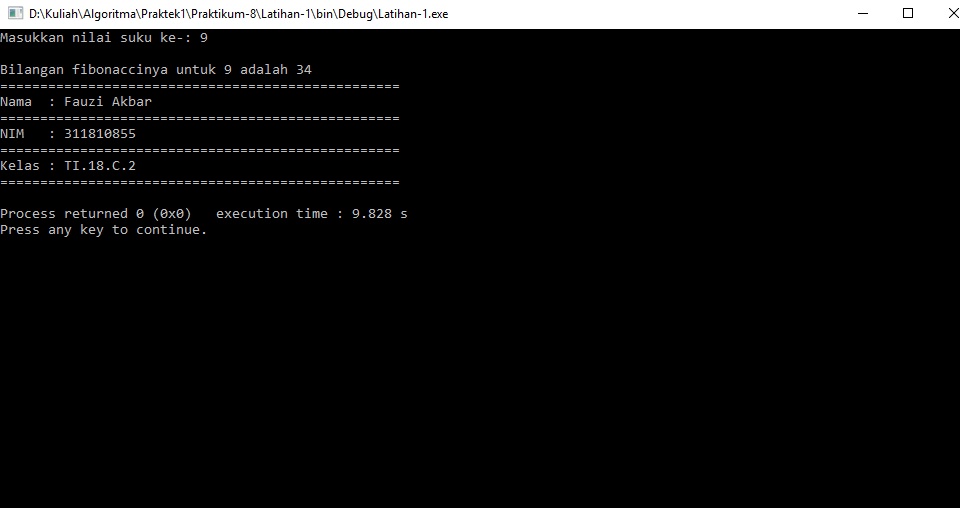 D:\Kuliah\Algoritma\Praktek1\Praktikum-8\Latihan-1\bin\Debug\Latihan-1.exe
Masukkan nilai suku ke-: 9
Bilangan fibonaccinya untuk 9 adalah 34
==================================================
Nama  : Fauzi Akbar
==================================================
NIM   : 311810855
==================================================
Kelas : TI.18.C.2
==================================================
Process returned 0 (0x0)   execution time : 9.828 s
Press any key to continue.